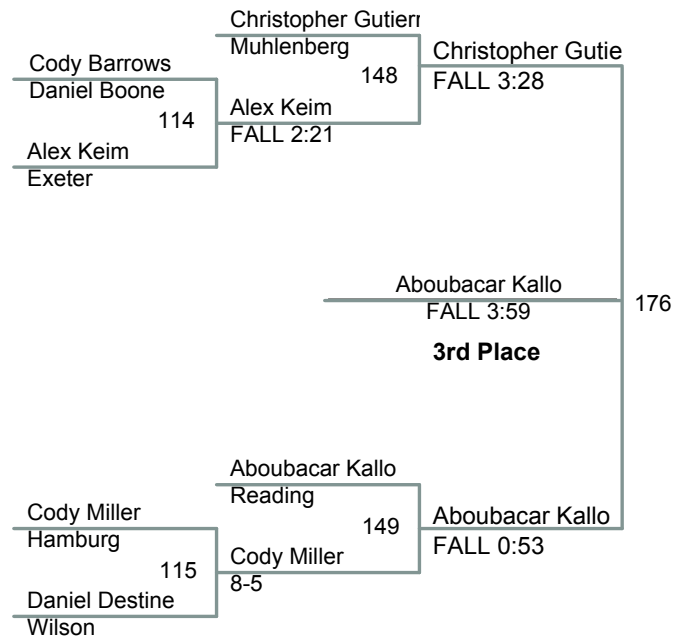 Christopher Gutierr
Muhlenberg
Cody Barrows
Daniel Boone
148
Christopher Gutie
FALL 3:28
114
Alex Keim
FALL 2:21
Alex Keim
Exeter
Aboubacar Kallo
FALL 3:59
176
3rd Place
Aboubacar Kallo
Reading
Cody Miller
Hamburg
149
Aboubacar Kallo
FALL 0:53
115
Cody Miller
8-5
Daniel Destine
Wilson